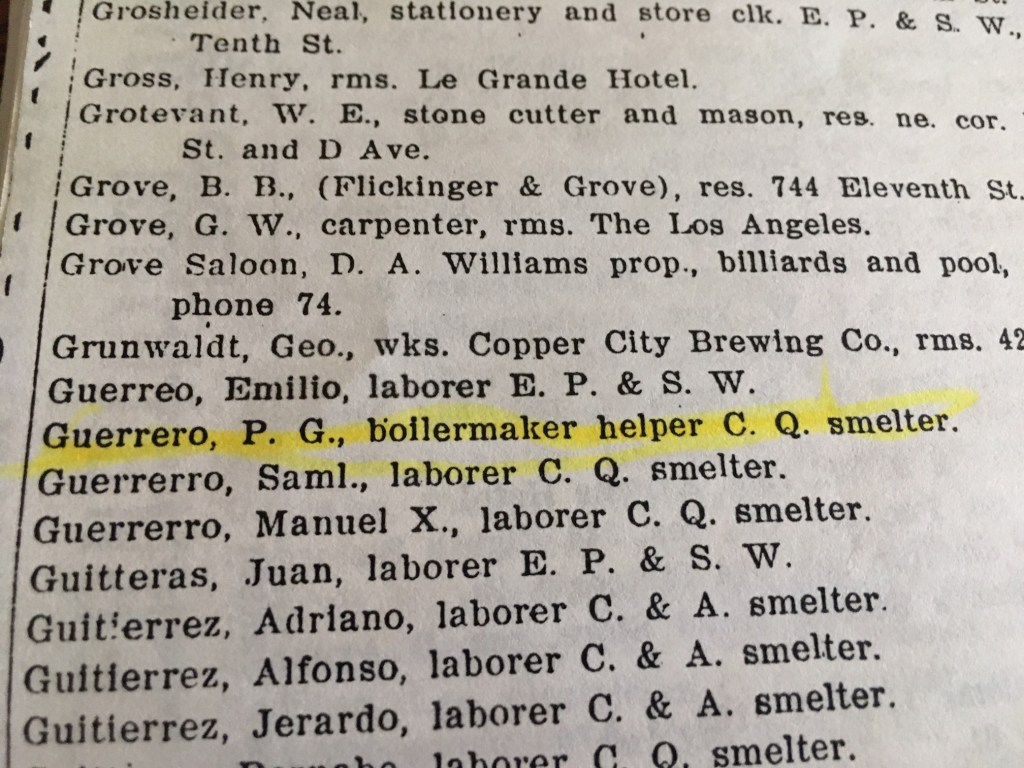 Grosheider, Neal, stationery and store clk. E. P. & S. W.,
Tenth St.
Gross, Henry, rms. Le Grande Hotel.
Grotevant, W. E., stone cutter and mason, res. ne. cor.
St. and D Ave.
Grove, B. B., (Flickinger & Grove), res. 744 Eleventh St.
Grove, G. W., carpenter, rms. The Los Angeles.
Grove Saloon, D. A. Williams prop., billiards and pool,
phone 74.
Grunwaldt, Geo., wks. Copper City Brewing Co., rms. 42
Guerreo, Emilio, laborer E. P. & S. W.
Guerrero, P. G., boilermaker helper C. Q. smelter.
Guerrerro, Saml., laborer C. Q. smelter.
Guerrerro, Manuel X., laborer C. Q. smelter.
Guitteras, Juan, laborer E. P. & S. W.
Guitierrez, Adriano, laborer C. & A. smelter.
Guitierrez, Alfonso, laborer C. & A. smelter.
Guitierrez, Jerardo, laborer C. & A. smelter.
laborer C. Q. smelter.